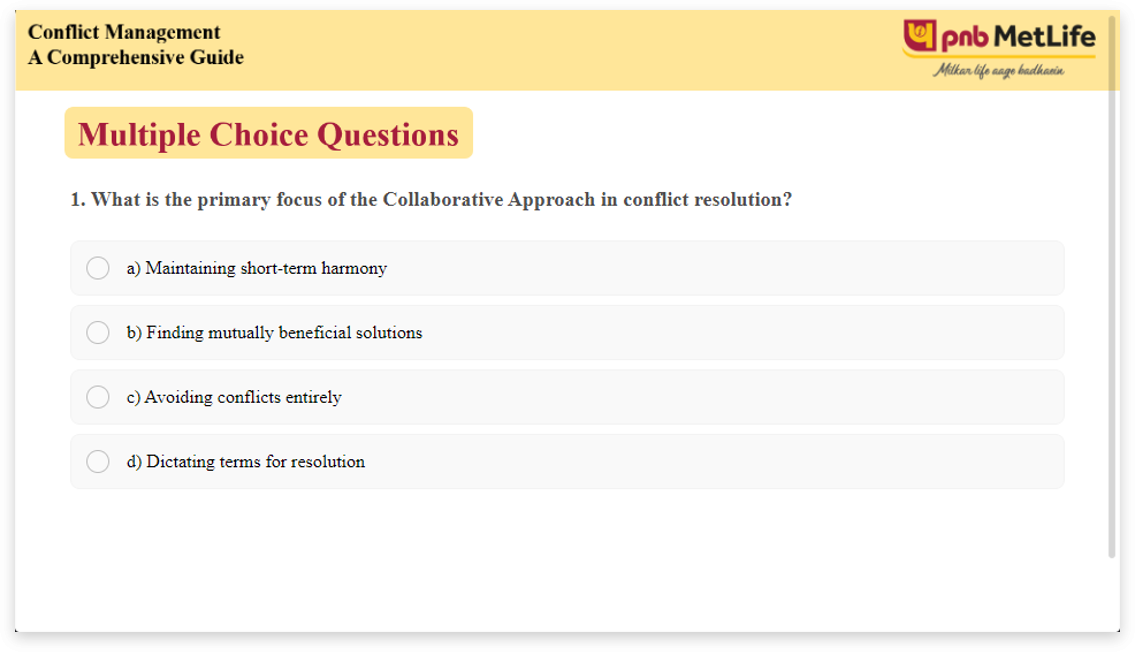 Conflict Management
A Comprehensive Guide
pnb MetLife
Milkar life aage badhaein
Multiple Choice Questions
1. What is the primary focus of the Collaborative Approach in conflict resolution?
a) Maintaining short-term harmony
b) Finding mutually beneficial solutions
c) Avoiding conflicts entirely
d) Dictating terms for resolution